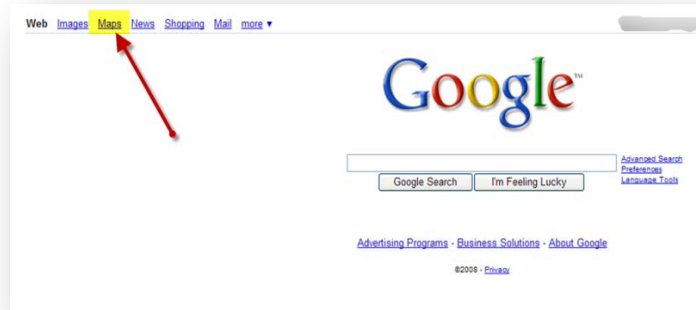 Web Images Maps News Shopping Mail more ▼
Google™
Advanced Search
Preferences
Language Tools
Google Search I'm Feeling Lucky
Advertising Programs - Business Solutions - About Google
©2008 - Privacy